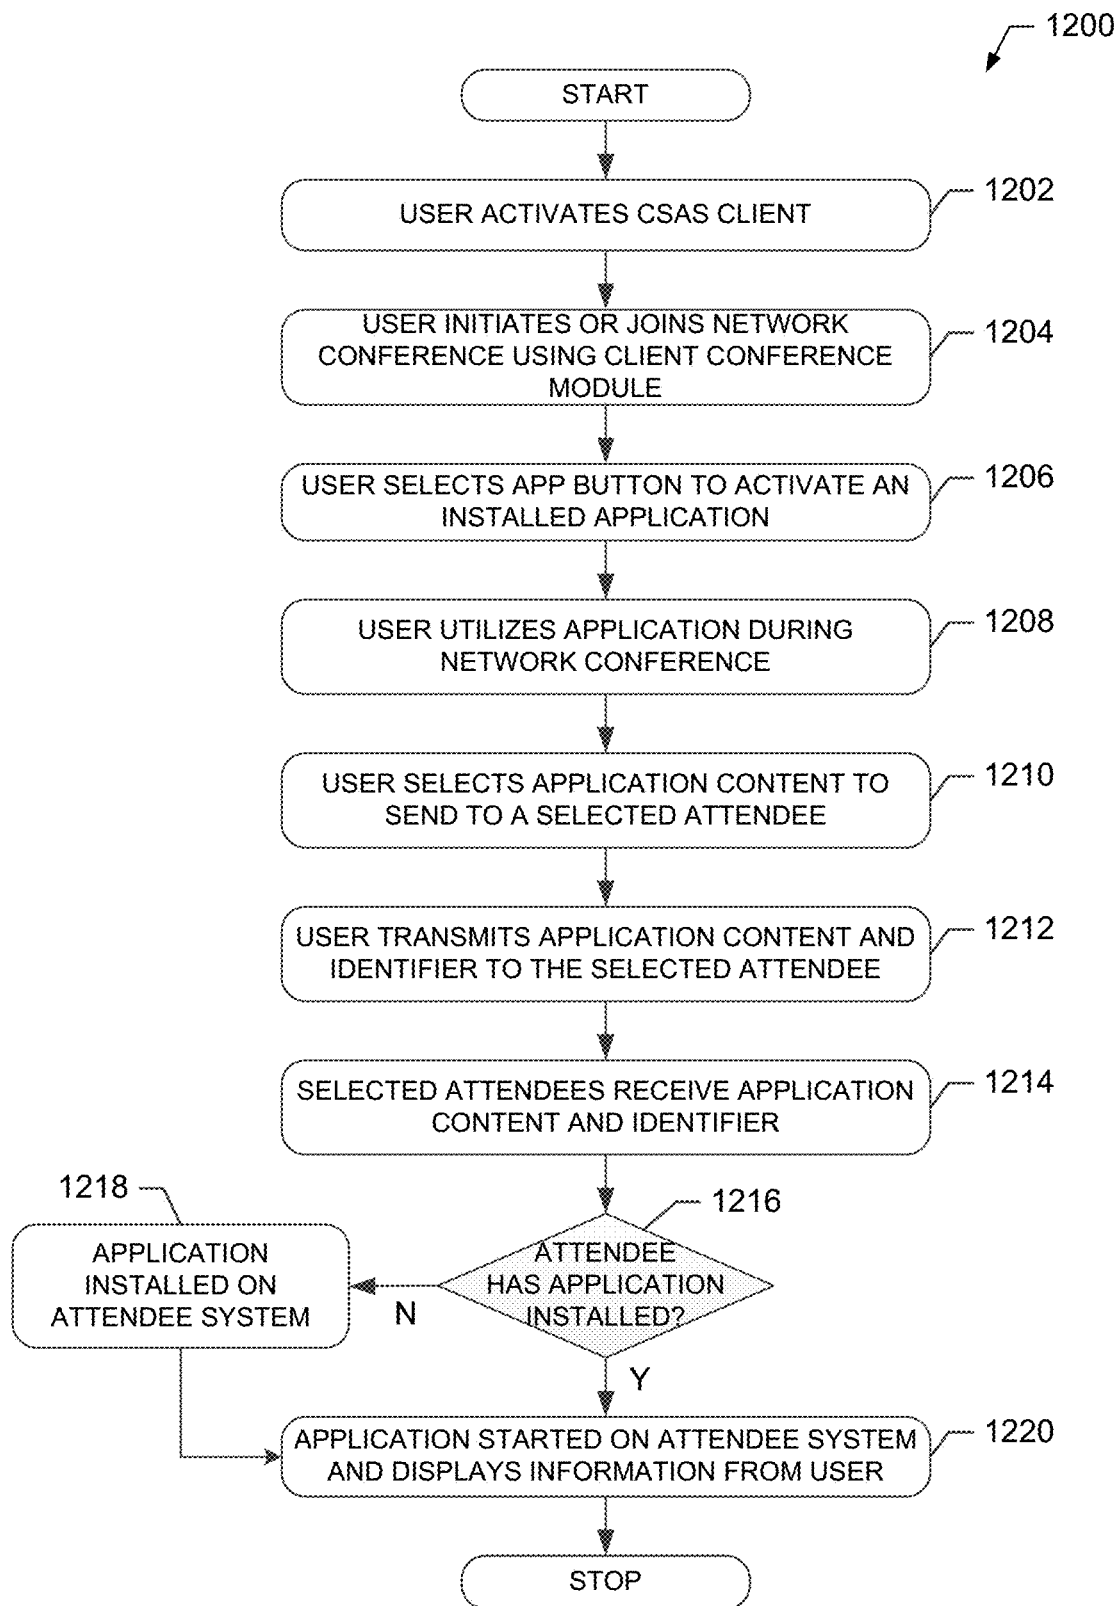 1200
START
USER ACTIVATES CSAS CLIENT
1202
USER INITIATES OR JOINS NETWORK
CONFERENCE USING CLIENT CONFERENCE
MODULE
1204
USER SELECTS APP BUTTON TO ACTIVATE AN
INSTALLED APPLICATION
1206
USER UTILIZES APPLICATION DURING
NETWORK CONFERENCE
1208
USER SELECTS APPLICATION CONTENT TO
SEND TO A SELECTED ATTENDEE
1210
USER TRANSMITS APPLICATION CONTENT AND
IDENTIFIER TO THE SELECTED ATTENDEE
1212
SELECTED ATTENDEES RECEIVE APPLICATION
CONTENT AND IDENTIFIER
1214
1216
ATTENDEE
HAS APPLICATION
INSTALLED?
N
1218
APPLICATION
INSTALLED ON
ATTENDEE SYSTEM
Y
APPLICATION STARTED ON ATTENDEE SYSTEM
AND DISPLAYS INFORMATION FROM USER
1220
STOP